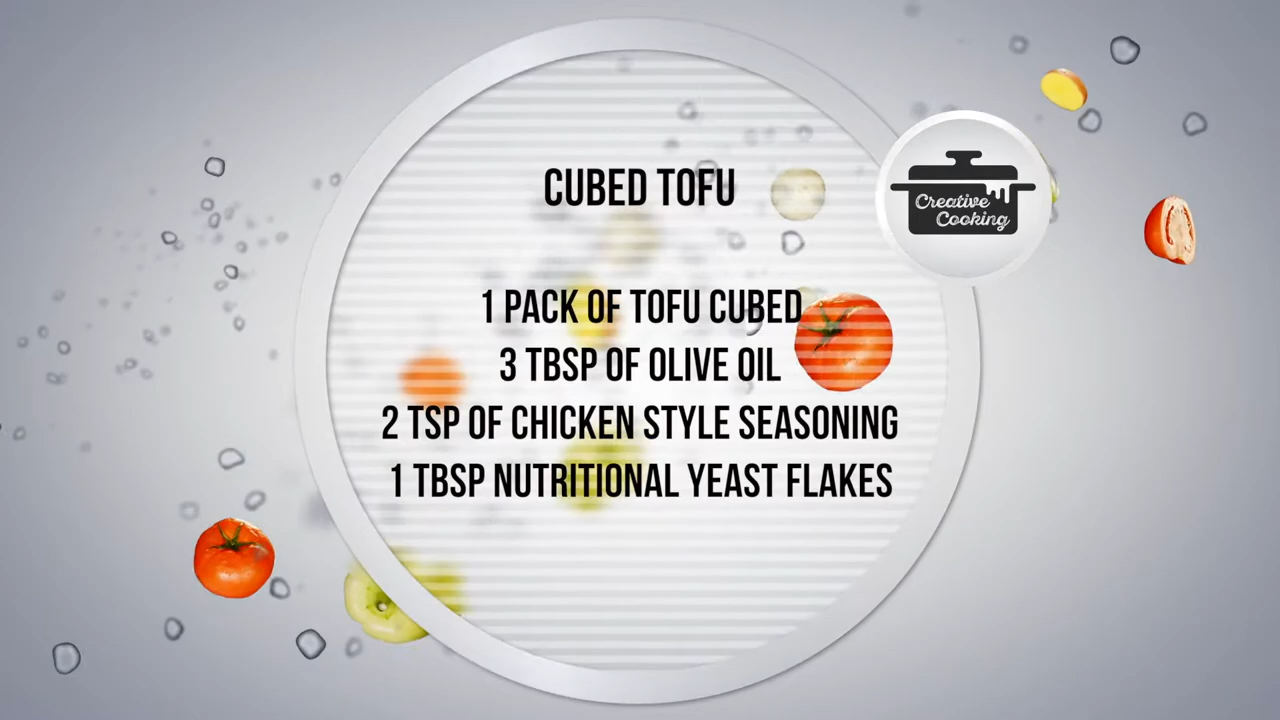 CUBED TOFU
Creative
Cooking
1 PACK OF TOFU CUBED
3 TBSP OF OLIVE OIL
2 TSP OF CHICKEN STYLE SEASONING
1 TBSP NUTRITIONAL YEAST FLAKES